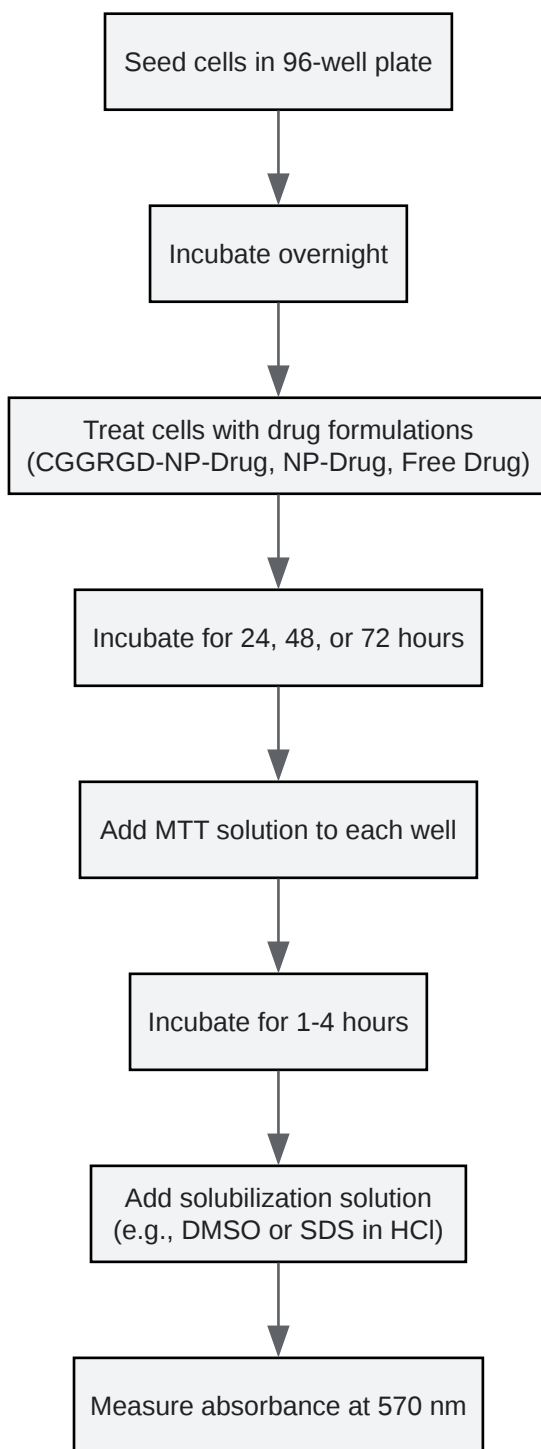 Seed cells in 96-well plate
Incubate overnight
Treat cells with drug formulations
(CGGRGD-NP-Drug, NP-Drug, Free Drug)
Incubate for 24, 48, or 72 hours
Add MTT solution to each well
Incubate for 1-4 hours
Add solubilization solution
(e.g., DMSO or SDS in HCl)
Measure absorbance at 570 nm